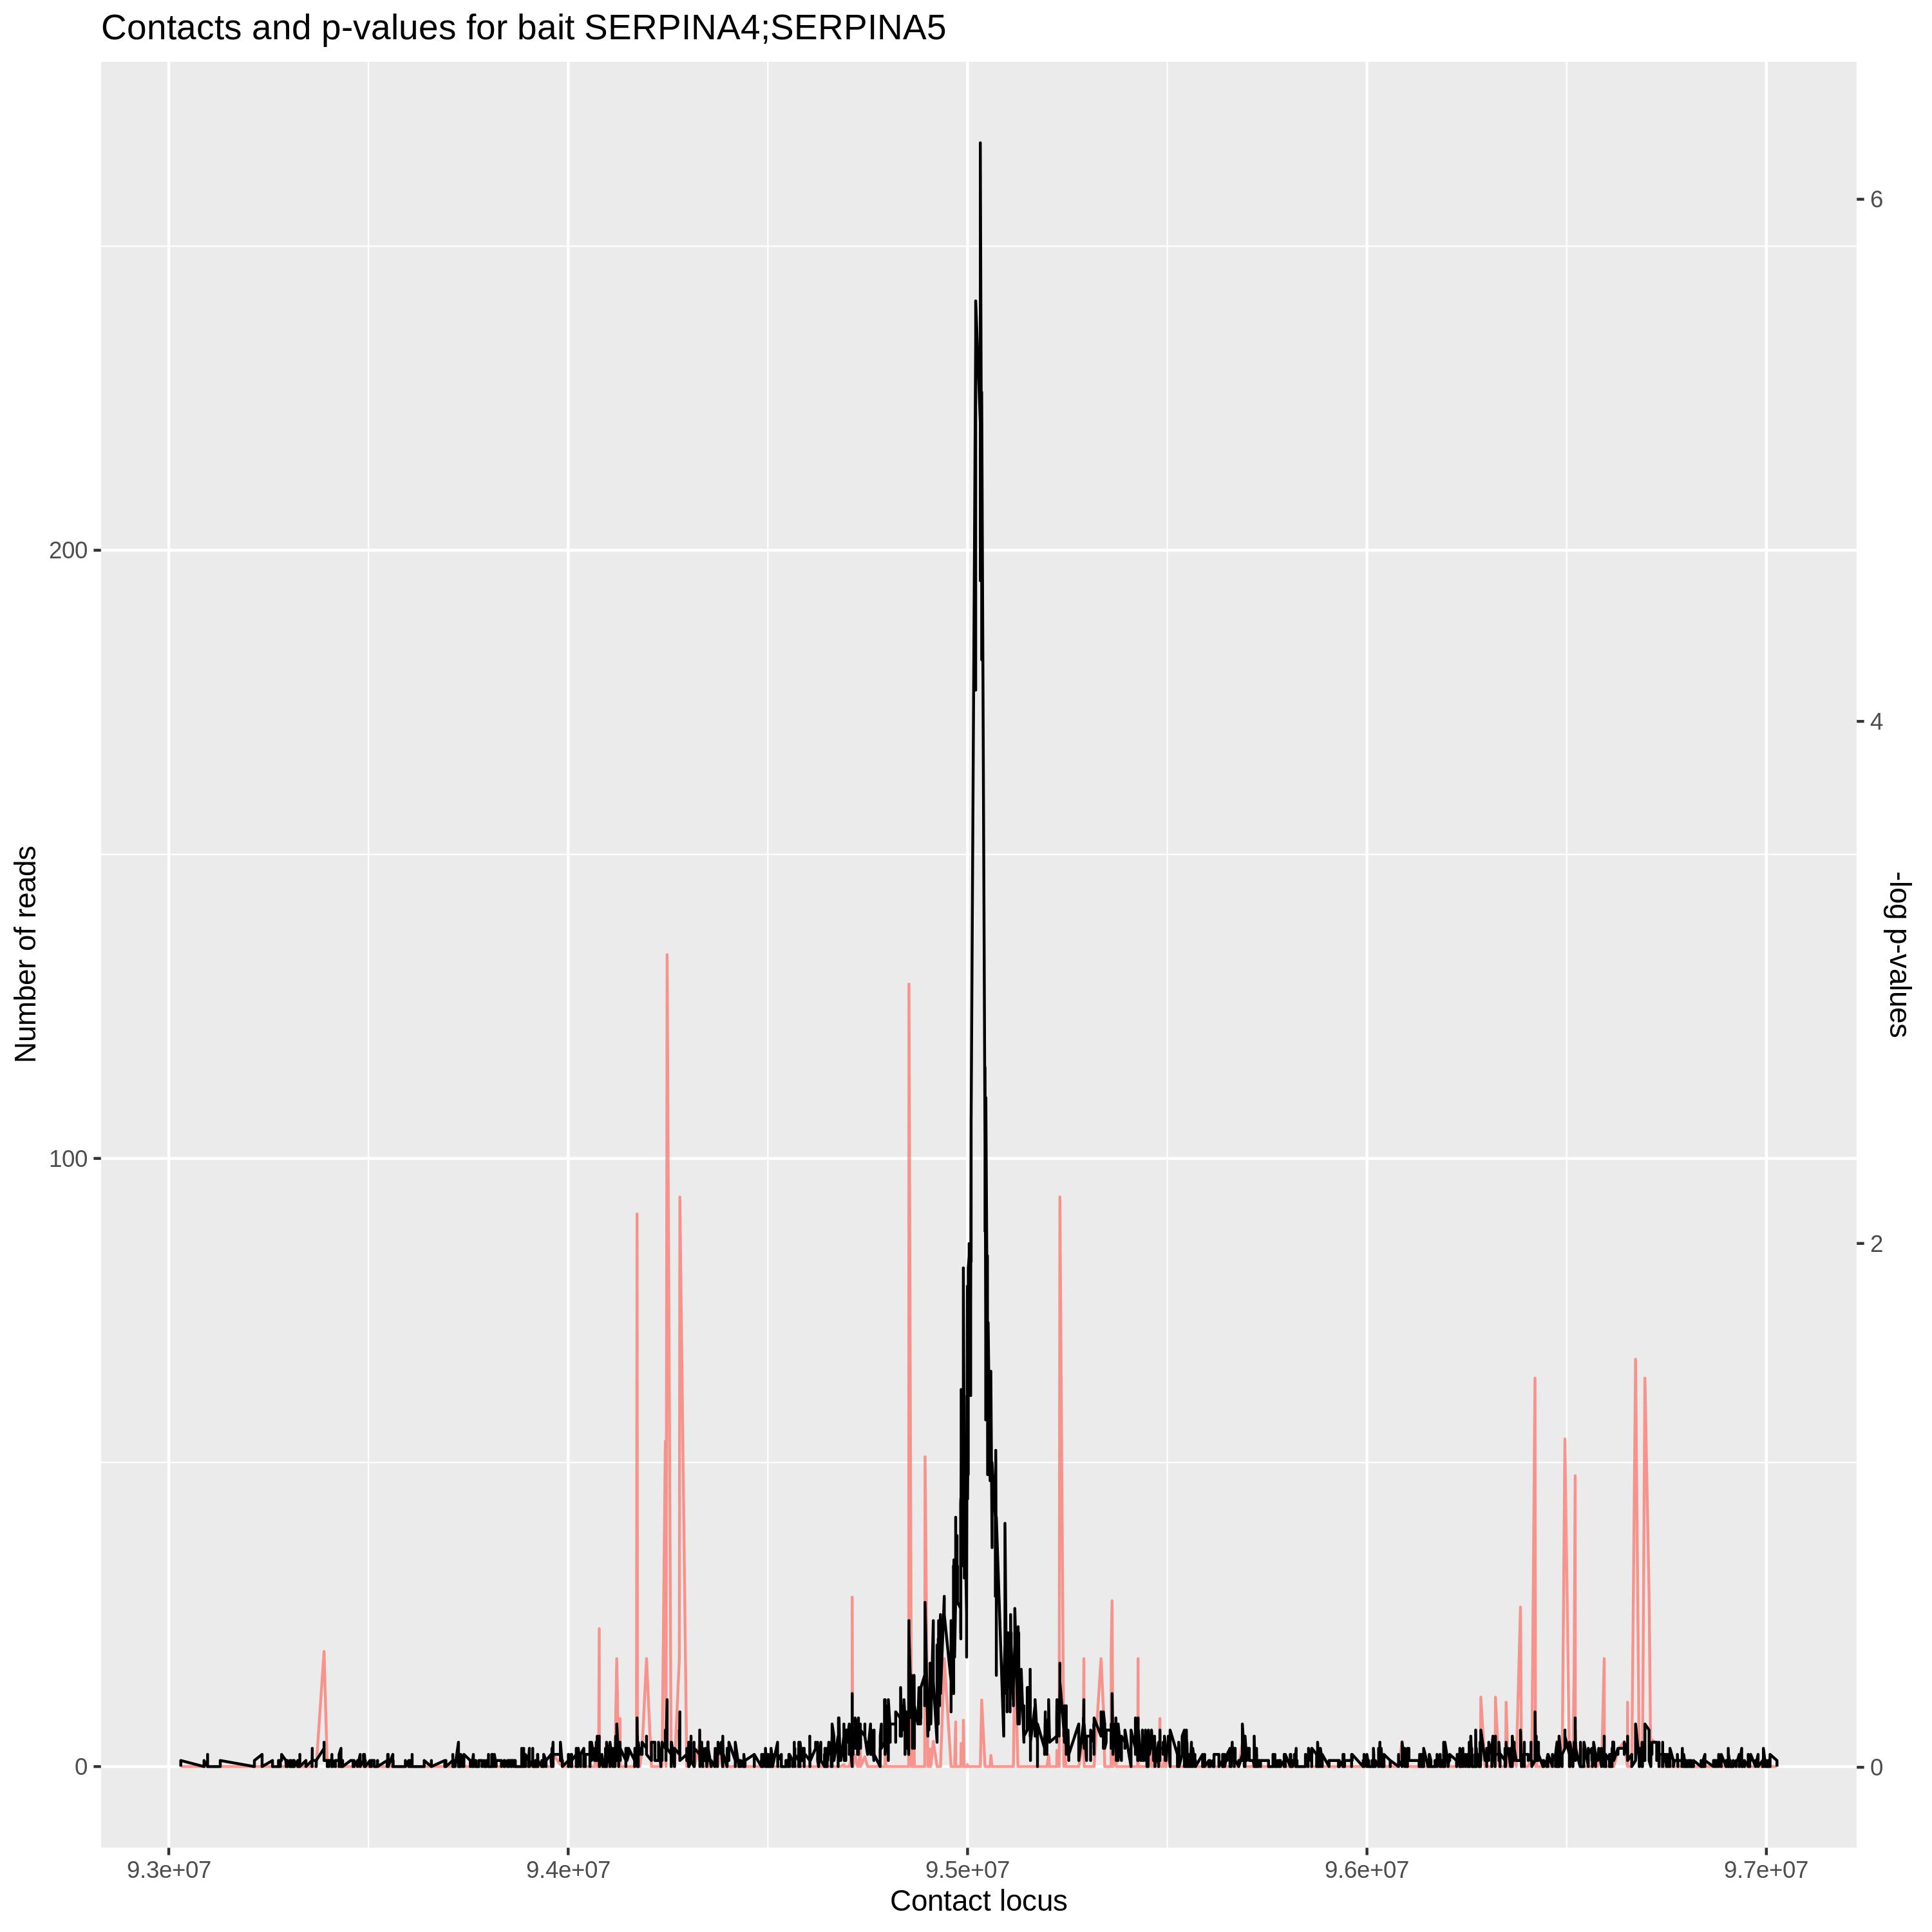 Contacts and p-values for bait SERPINA4;SERPINA5
Number of reads
200
100
0
6
4
2
0
-log p-values
9.3e+07
9.4e+07
9.5e+07
9.6e+07
9.7e+07
Contact locus